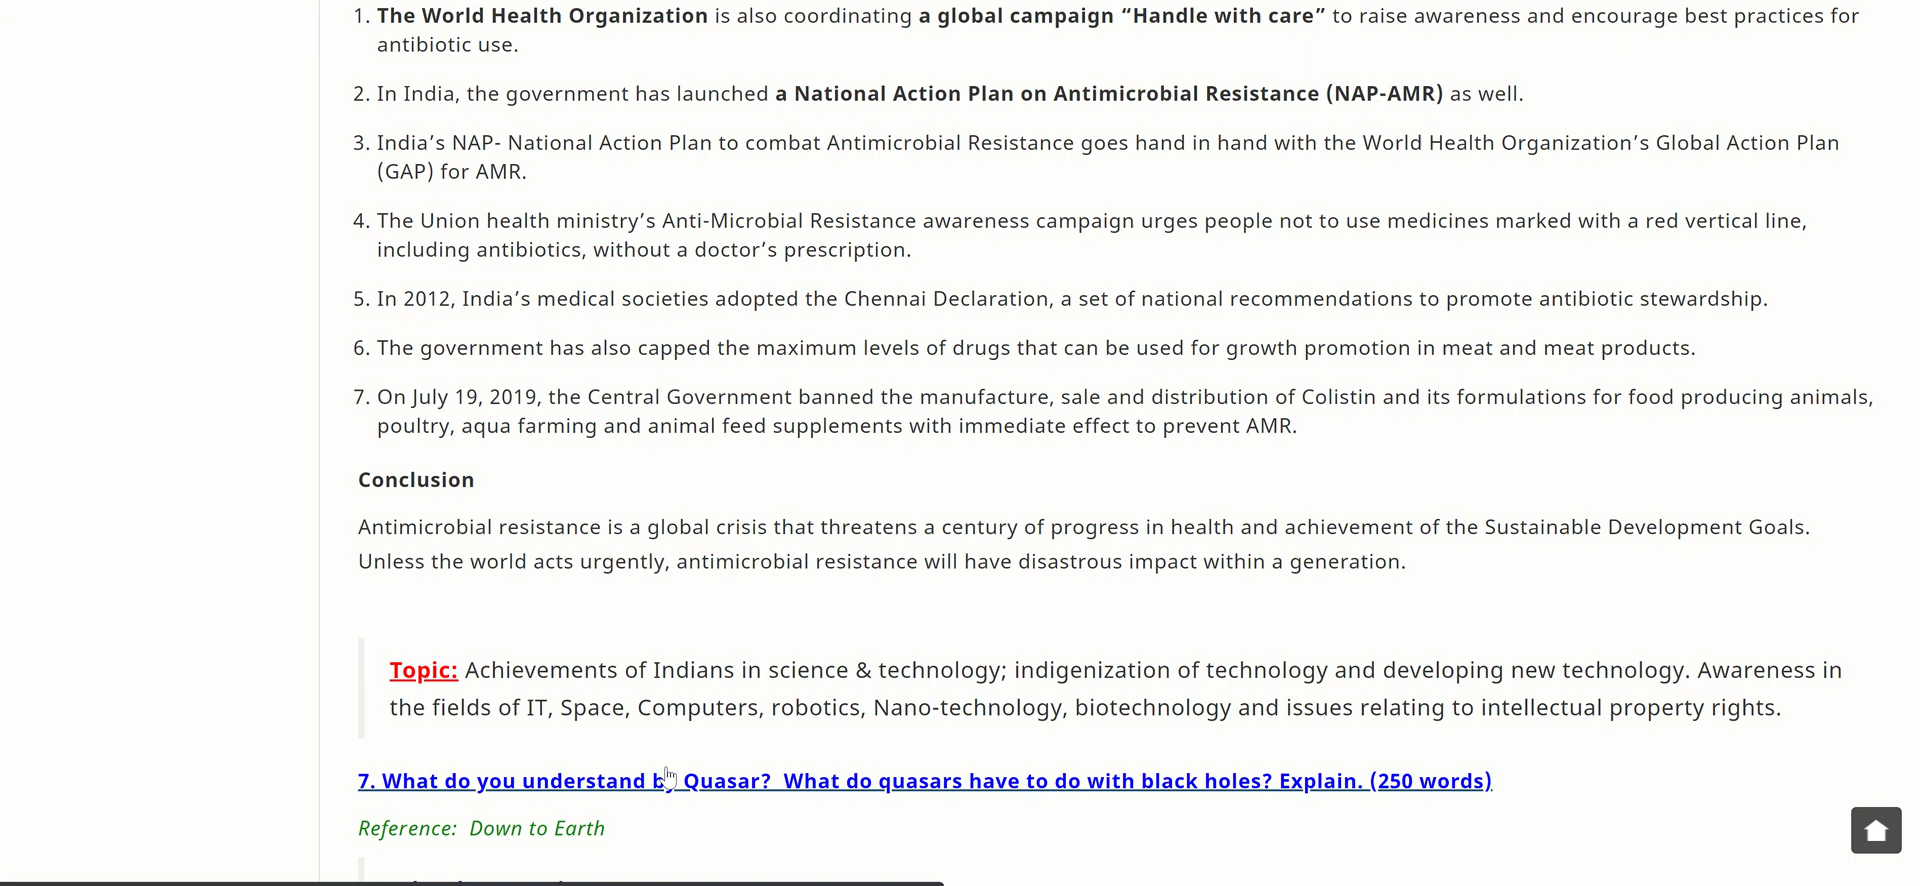 1. The World Health Organization is also coordinating a global campaign “Handle with care” to raise awareness and encourage best practices for
antibiotic use.
2. In India, the government has launched a National Action Plan on Antimicrobial Resistance (NAP-AMR) as well.
3. India’s NAP- National Action Plan to combat Antimicrobial Resistance goes hand in hand with the World Health Organization’s Global Action Plan
(GAP) for AMR.
4. The Union health ministry’s Anti-Microbial Resistance awareness campaign urges people not to use medicines marked with a red vertical line,
including antibiotics, without a doctor’s prescription.
5. In 2012, India’s medical societies adopted the Chennai Declaration, a set of national recommendations to promote antibiotic stewardship.
6. The government has also capped the maximum levels of drugs that can be used for growth promotion in meat and meat products.
7. On July 19, 2019, the Central Government banned the manufacture, sale and distribution of Colistin and its formulations for food producing animals,
poultry, aqua farming and animal feed supplements with immediate effect to prevent AMR.
Conclusion
Antimicrobial resistance is a global crisis that threatens a century of progress in health and achievement of the Sustainable Development Goals.
Unless the world acts urgently, antimicrobial resistance will have disastrous impact within a generation.
Topic: Achievements of Indians in science & technology; indigenization of technology and developing new technology. Awareness in
the fields of IT, Space, Computers, robotics, Nano-technology, biotechnology and issues relating to intellectual property rights.
7. What do you understand by Quasar?  What do quasars have to do with black holes? Explain. (250 words)
Reference:  Down to Earth